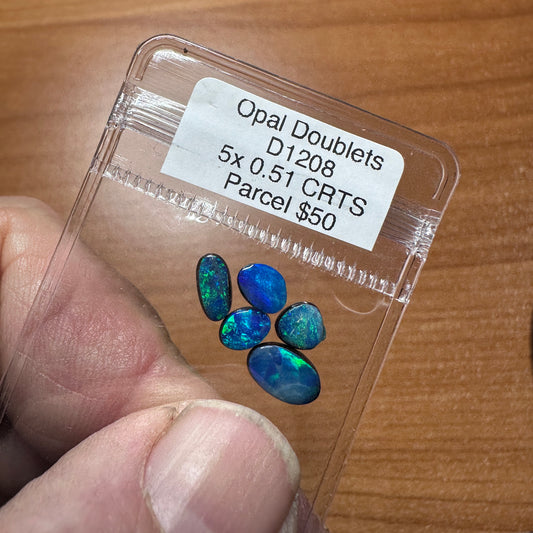 Opal Doublets
D1208
5x 0.51 CRTS
Parcel $50